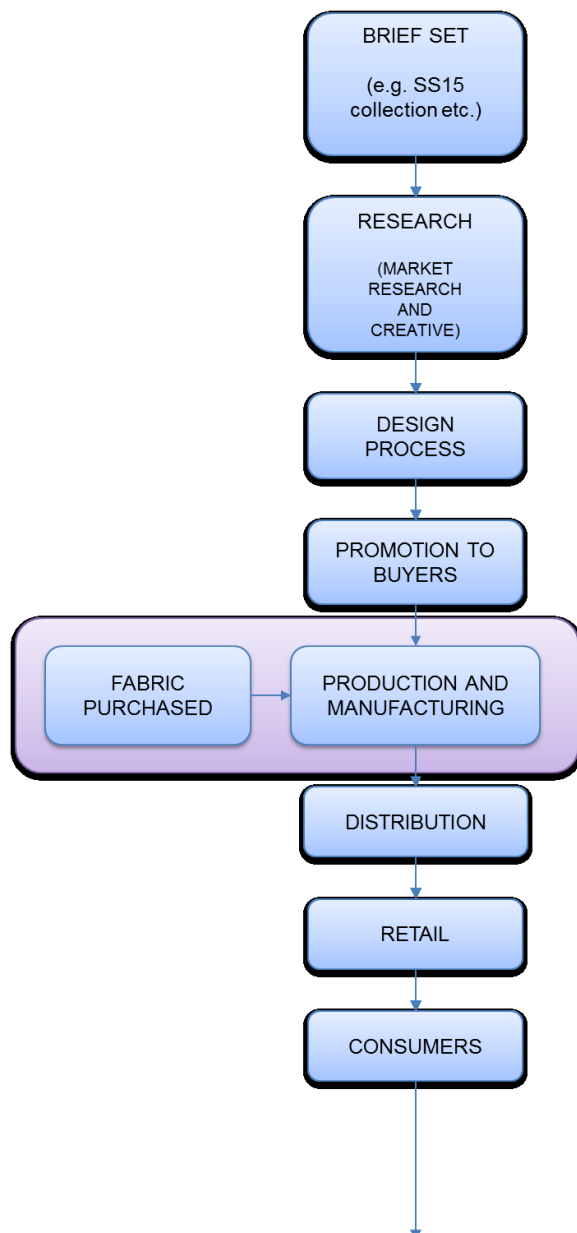 BRIEF SET
(e.g. SS15
collection etc.)
RESEARCH
(MARKET
RESEARCH
AND
CREATIVE)
DESIGN
PROCESS
PROMOTION TO
BUYERS
FABRIC
PURCHASED
PRODUCTION AND
MANUFACTURING
DISTRIBUTION
RETAIL
CONSUMERS